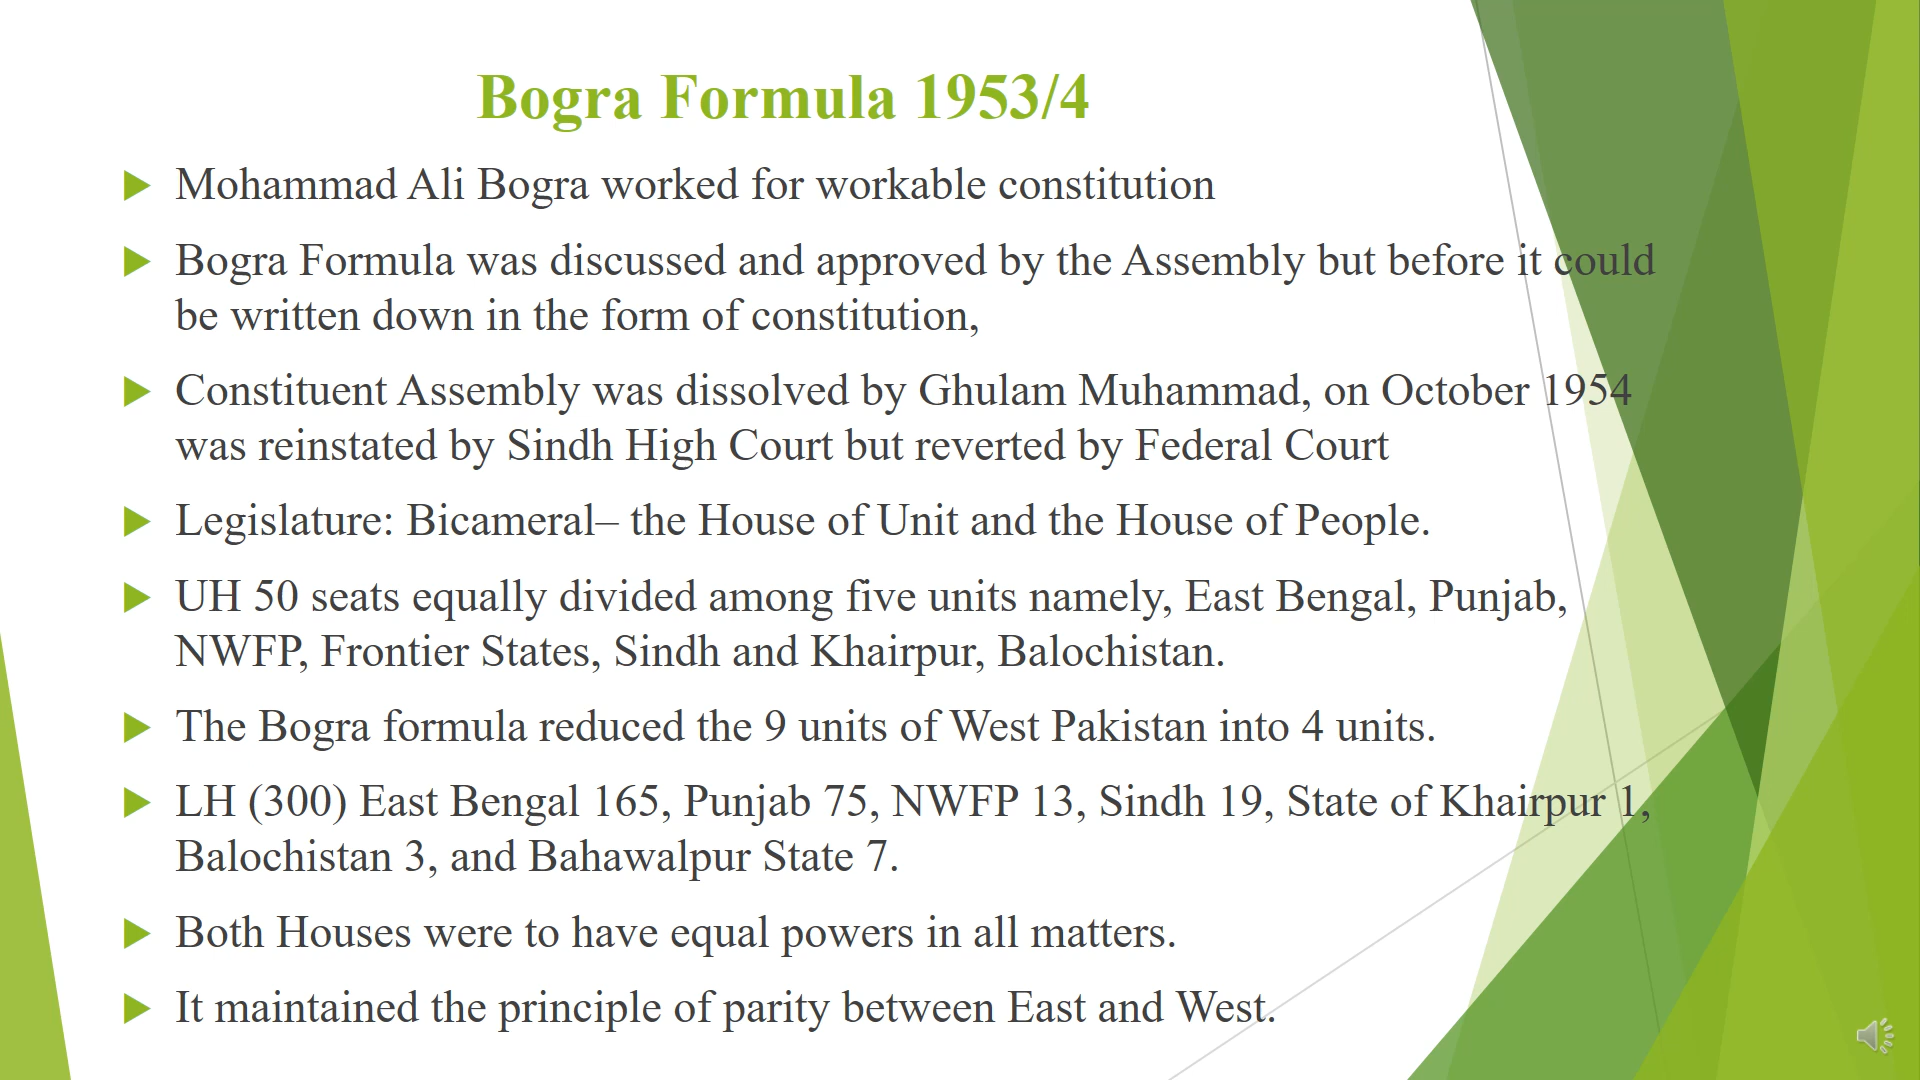 Bogra Formula 1953/4
Mohammad Ali Bogra worked for workable constitution
Bogra Formula was discussed and approved by the Assembly but before it could
be written down in the form of constitution,
Constituent Assembly was dissolved by Ghulam Muhammad, on October 1954
was reinstated by Sindh High Court but reverted by Federal Court
Legislature: Bicameral– the House of Unit and the House of People.
UH 50 seats equally divided among five units namely, East Bengal, Punjab,
NWFP, Frontier States, Sindh and Khairpur, Balochistan.
The Bogra formula reduced the 9 units of West Pakistan into 4 units.
LH (300) East Bengal 165, Punjab 75, NWFP 13, Sindh 19, State of Khairpur 1,
Balochistan 3, and Bahawalpur State 7.
Both Houses were to have equal powers in all matters.
It maintained the principle of parity between East and West.